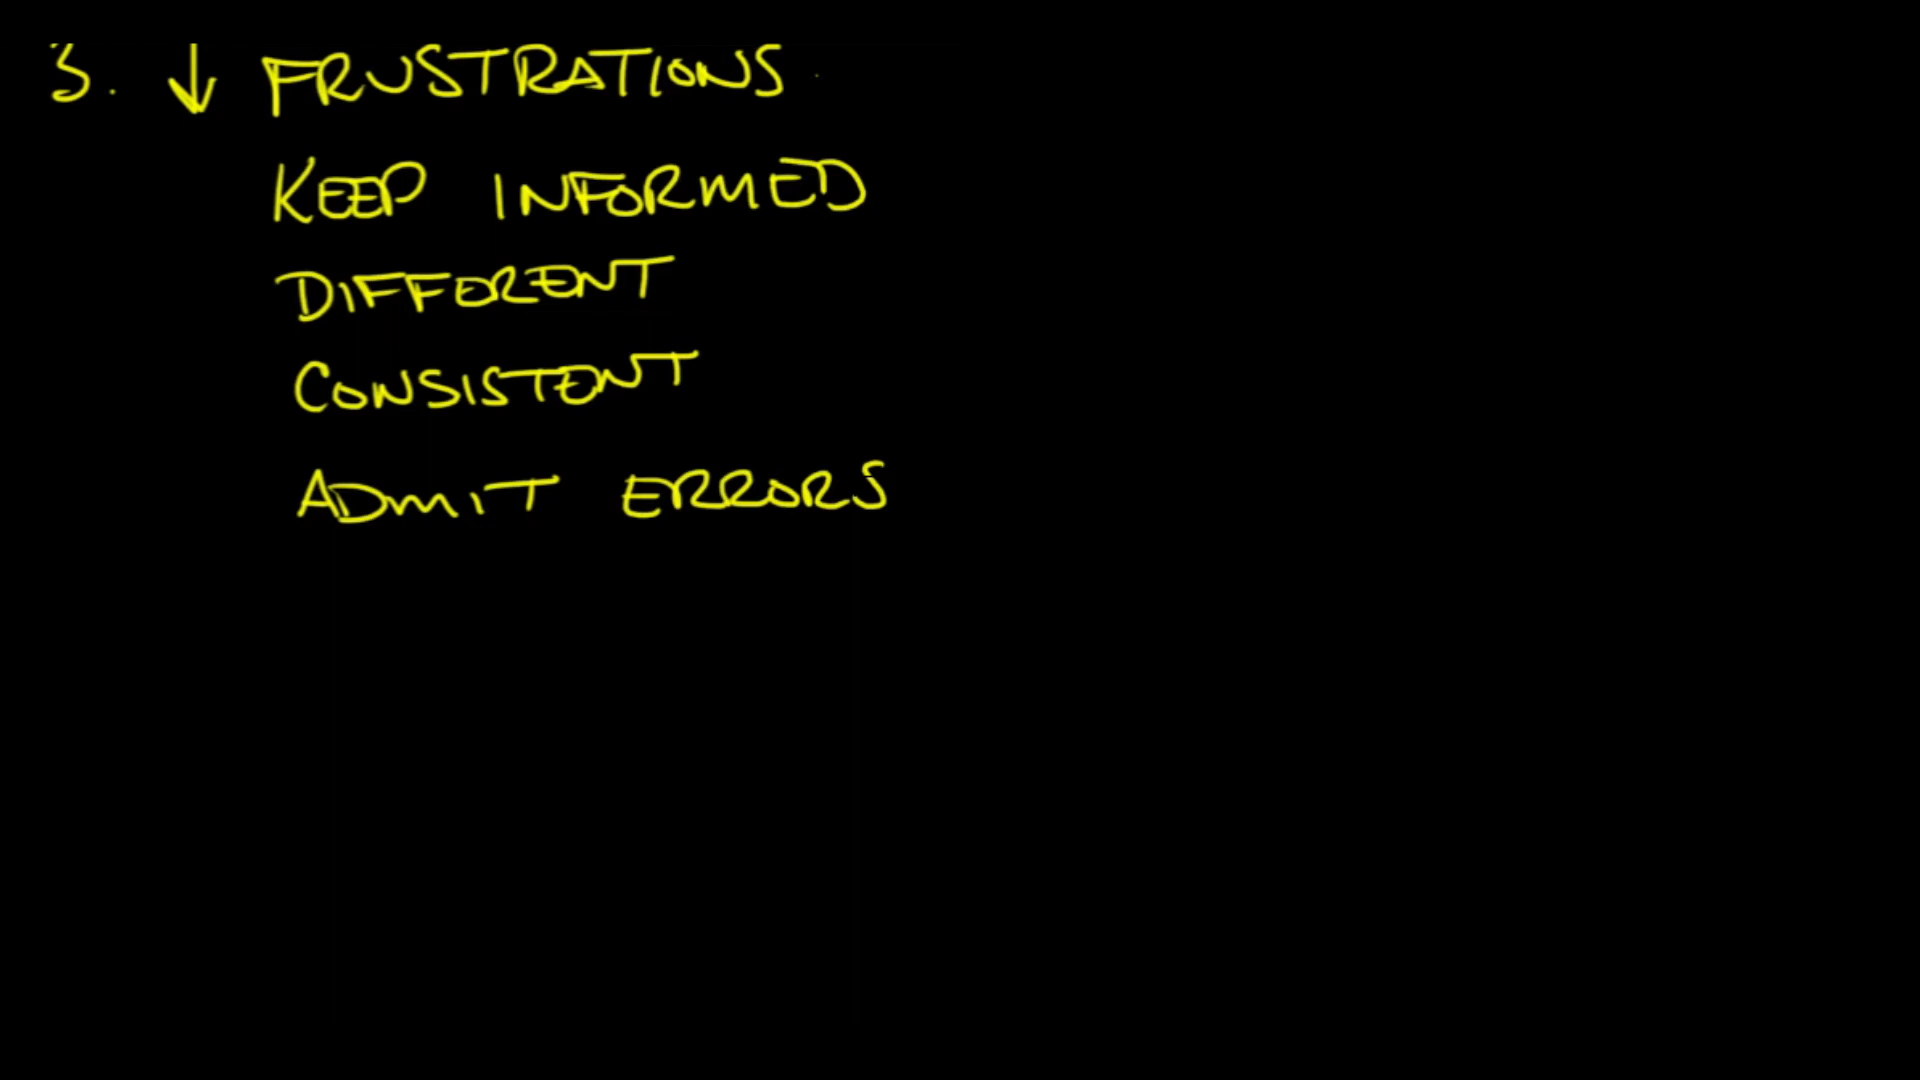 3. ↓ FRUSTRATIONS
KEEP INFORMED
DIFFERENT
CONSISTENT
ADMIT ERRORS